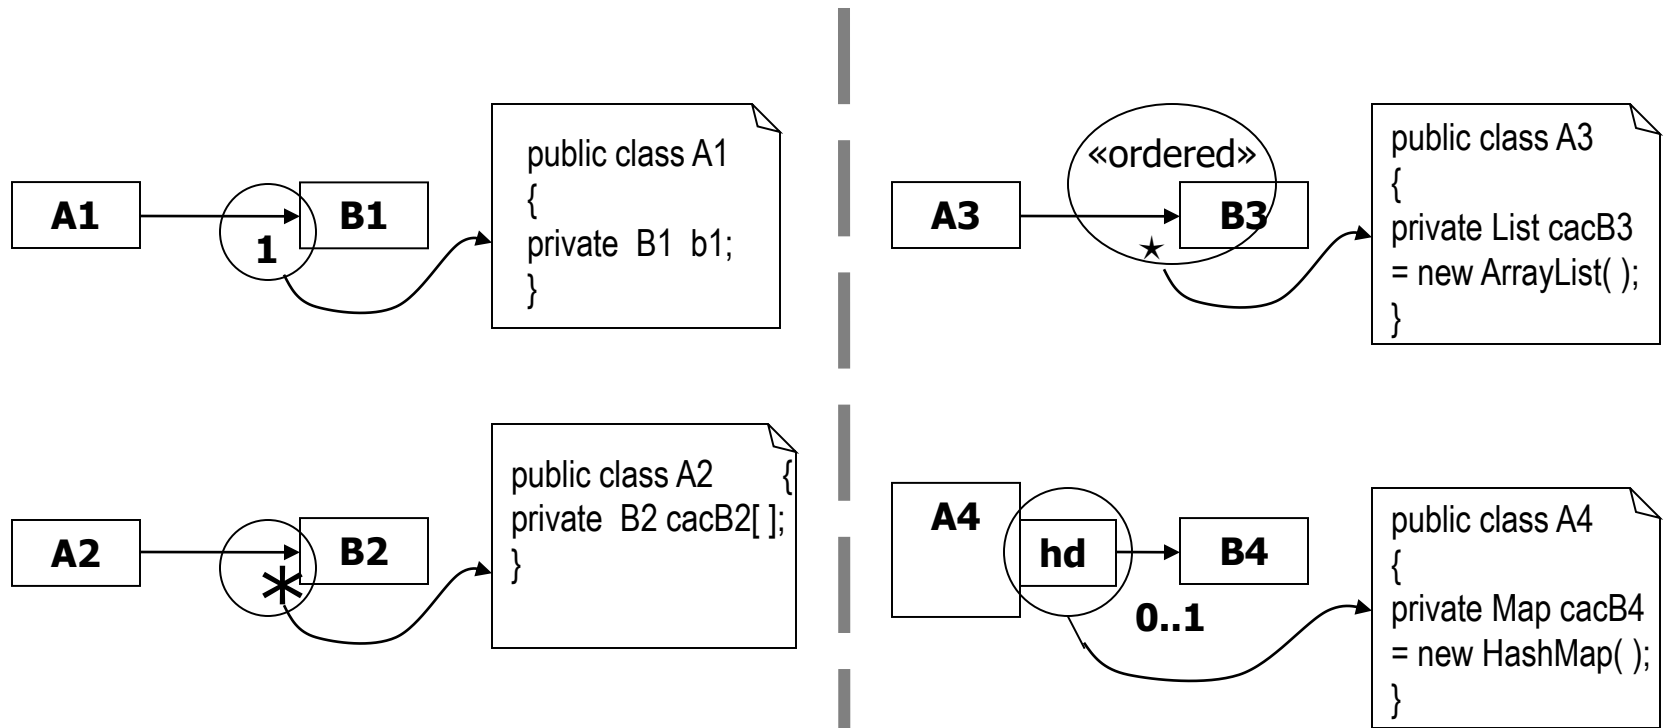 A1
1
B1
public class A1
{
private B1 b1;
}
A2
*
B2
public class A2 {
private B2 cacB2[ ];
}
A3
«ordered»
★
B3
public class A3
{
private List cacB3
= new ArrayList( );
}
A4
hd
B4
0..1
public class A4
{
private Map cacB4
= new HashMap( );
}